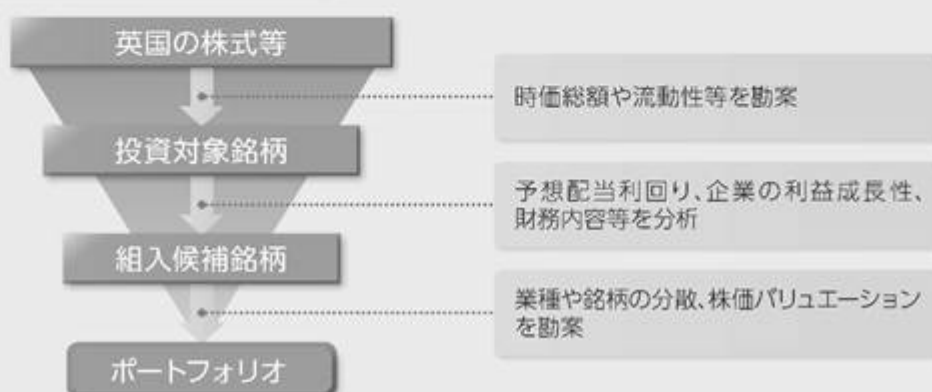 英国の株式等
時価総額や流動性等を勘案
投資対象銘柄
予想配当利回り、企業の利益成長性、
財務内容等を分析
組入候補銘柄
業種や銘柄の分散、株価バリュエーション
を勘案
ポートフォリオ